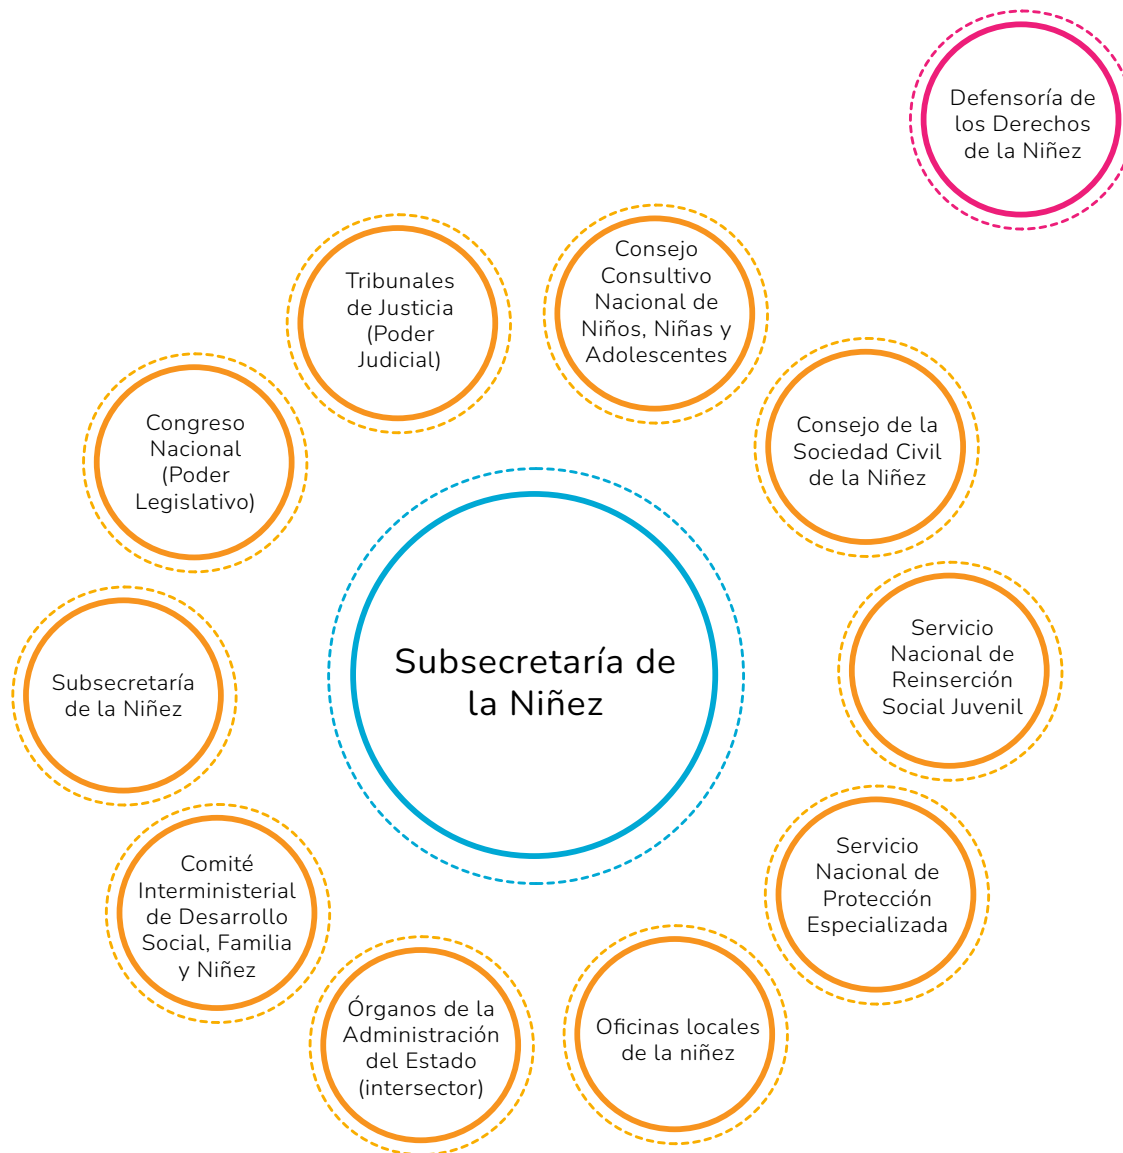 Defensoría de
los Derechos
de la Niñez
Consejo
Consultivo
Nacional de
Niños, Niñas y
Adolescentes
Tribunales
de Justicia
(Poder
Judicial)
Congreso
Nacional
(Poder
Legislativo)
Consejo de la
Sociedad Civil
de la Niñez
Subsecretaría de
la Niñez
Servicio
Nacional de
Reinserción
Social Juvenil
Subsecretaría
de la Niñez
Servicio
Nacional de
Protección
Especializada
Comité
Interministerial
de Desarrollo
Social, Familia
y Niñez
Órganos de la
Administración
del Estado
(intersector)
Oficinas locales
de la niñez